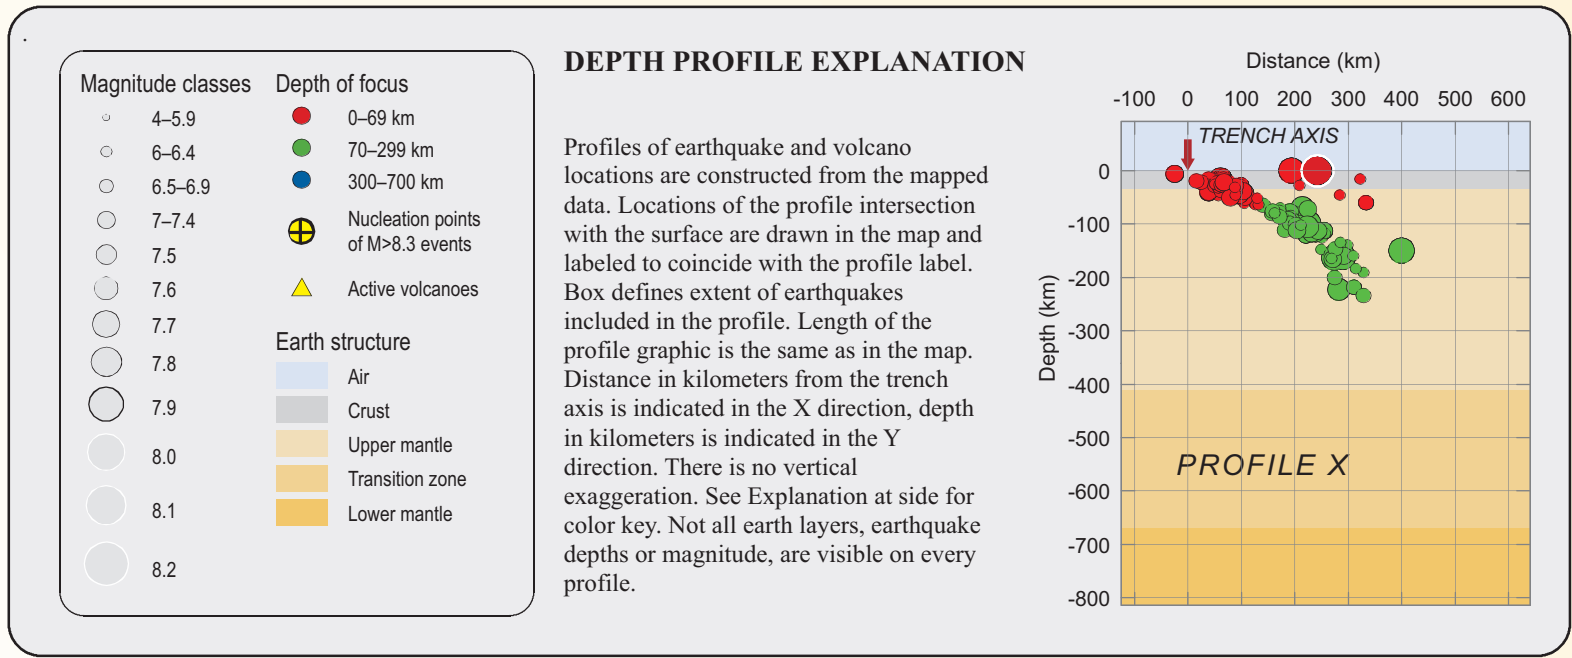 DEPTH PROFILE EXPLANATION
Magnitude classes
4–5.9
6–6.4
6.5–6.9
7–7.4
7.5
7.6
7.7
7.8
7.9
8.0
8.1
8.2
Depth of focus
0–69 km
70–299 km
300–700 km
Nucleation points
of M>8.3 events
Active volcanoes
Earth structure
Air
Crust
Upper mantle
Transition zone
Lower mantle
Profiles of earthquake and volcano
locations are constructed from the mapped
data. Locations of the profile intersection
with the surface are drawn in the map and
labeled to coincide with the profile label.
Box defines extent of earthquakes
included in the profile. Length of the
profile graphic is the same as in the map.
Distance in kilometers from the trench
axis is indicated in the X direction, depth
in kilometers is indicated in the Y
direction. There is no vertical
exaggeration. See Explanation at side for
color key. Not all earth layers, earthquake
depths or magnitude, are visible on every
profile.
Distance (km)
-100 0 100 200 300 400 500 600
TRENCH AXIS
0
-100
-200
-300
-400
-500
-600
-700
-800
Depth (km)
PROFILE X